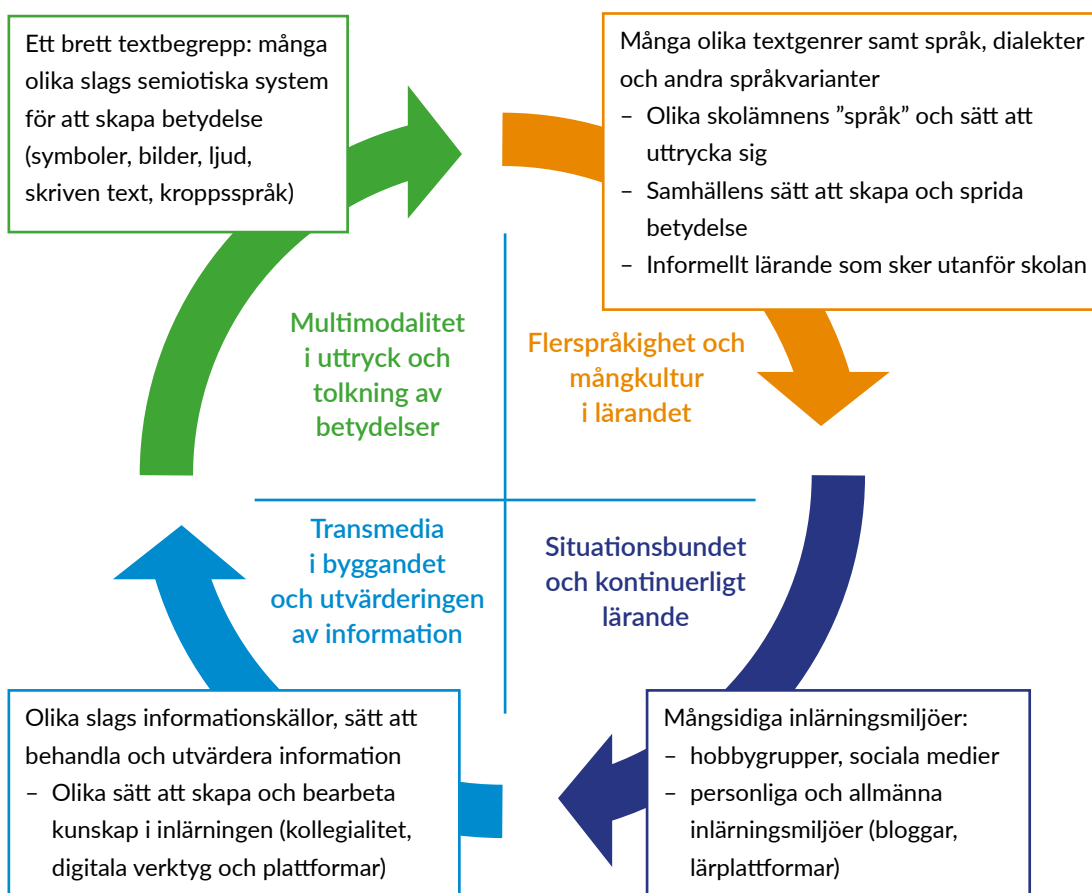 Ett brett textbegrepp: många
olika slags semiotiska system
för att skapa betydelse
(symboler, bilder, ljud,
skriven text, kroppsspråk)
Många olika textgenrer samt språk, dialekter
och andra språkvarianter
– Olika skolämnens ”språk” och sätt att
uttrycka sig
– Samhällens sätt att skapa och sprida
betydelse
– Informellt lärande som sker utanför skolan
Multimodalitet
i uttryck och
tolkning av
betydelser
Flerspråkighet och
mångkultur
i lärandet
Transmedia
i byggandet
och utvärderingen
av information
Situationsbundet
och kontinuerligt
lärande
Olika slags informationskällor, sätt att
behandla och utvärdera information
– Olika sätt att skapa och bearbeta
kunskap i inlärningen (kollegialitet,
digitala verktyg och plattformar)
Mångsidiga inlärningsmiljöer:
– hobbygrupper, sociala medier
– personliga och allmänna
inlärningsmiljöer (bloggar,
lärplattformar)